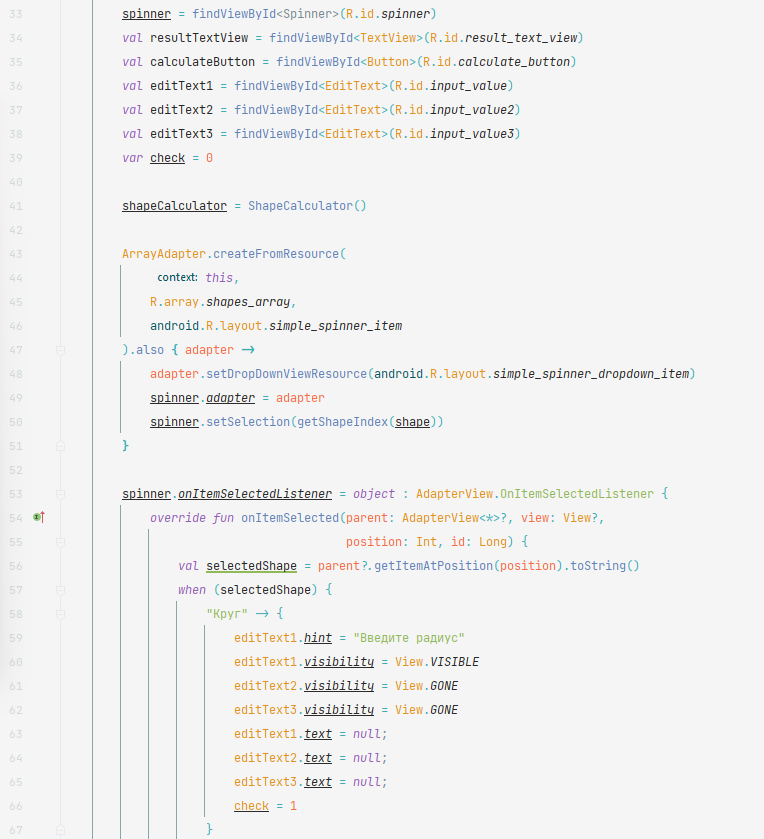 33 spinner = findViewById<Spinner>(R.id.spinner)
34 val resultTextView = findViewById<TextView>(R.id.result_text_view)
35 val calculateButton = findViewById<Button>(R.id.calculate_button)
36 val editText1 = findViewById<EditText>(R.id.input_value)
37 val editText2 = findViewById<EditText>(R.id.input_value2)
38 val editText3 = findViewById<EditText>(R.id.input_value3)
39 var check = 0
40
41 shapeCalculator = ShapeCalculator()
42
43 ArrayAdapter.createFromResource(
44 context: this,
45 R.array.shapes_array,
46 android.R.layout.simple_spinner_item
47 ).also { adapter ->
48 adapter.setDropDownViewResource(android.R.layout.simple_spinner_dropdown_item)
49 spinner.adapter = adapter
50 spinner.setSelection(getShapeIndex(shape))
51 }
52
53 spinner.onItemSelectedListener = object : AdapterView.OnItemSelectedListener {
54 override fun onItemSelected(parent: AdapterView<*>?, view: View?,
55 position: Int, id: Long) {
56 val selectedShape = parent?.getItemAtPosition(position).toString()
57 when (selectedShape) {
58 "Круг" -> {
59 editText1.hint = "Введите радиус"
60 editText1.visibility = View.VISIBLE
61 editText2.visibility = View.GONE
62 editText3.visibility = View.GONE
63 editText1.text = null;
64 editText2.text = null;
65 editText3.text = null;
66 check = 1
67 }